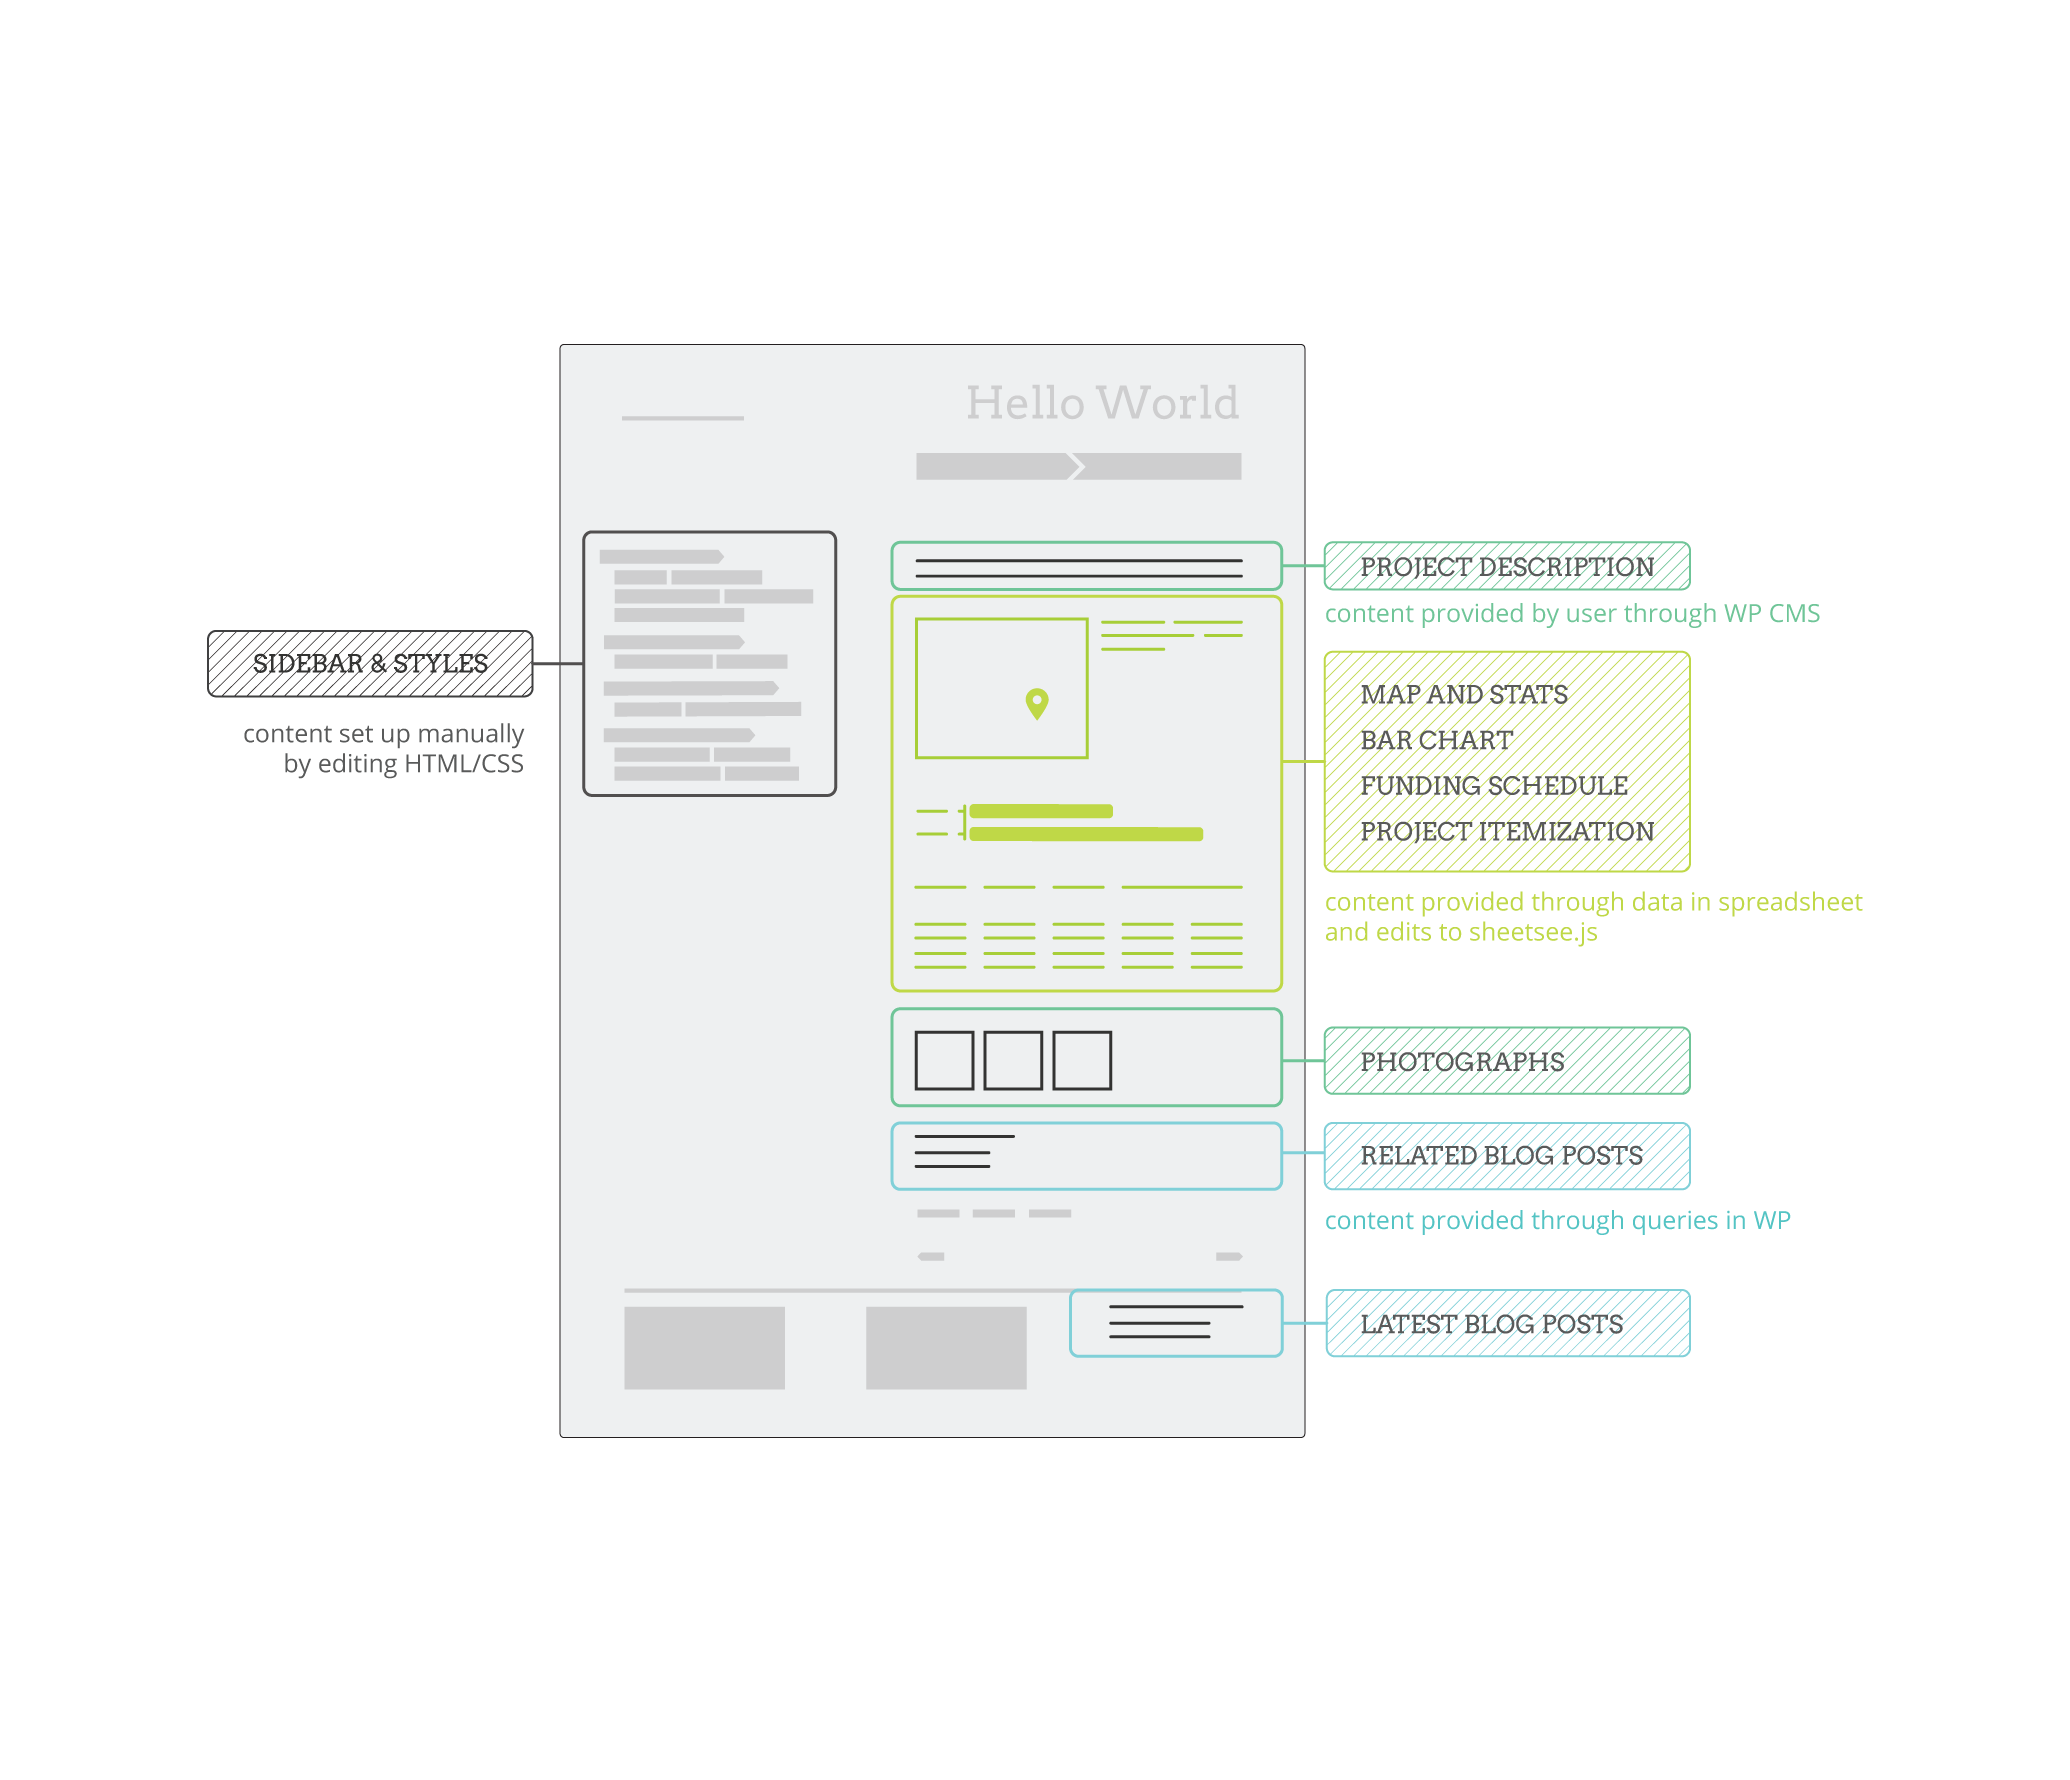 Hello World
SIDEBAR & STYLES
content set up manually
by editing HTML/CSS
PROJECT DESCRIPTION
content provided by user through WP CMS
MAP AND STATS
BAR CHART
FUNDING SCHEDULE
PROJECT ITEMIZATION
content provided through data in spreadsheet
and edits to sheetsee.js
PHOTOGRAPHS
RELATED BLOG POSTS
content provided through queries in WP
LATEST BLOG POSTS